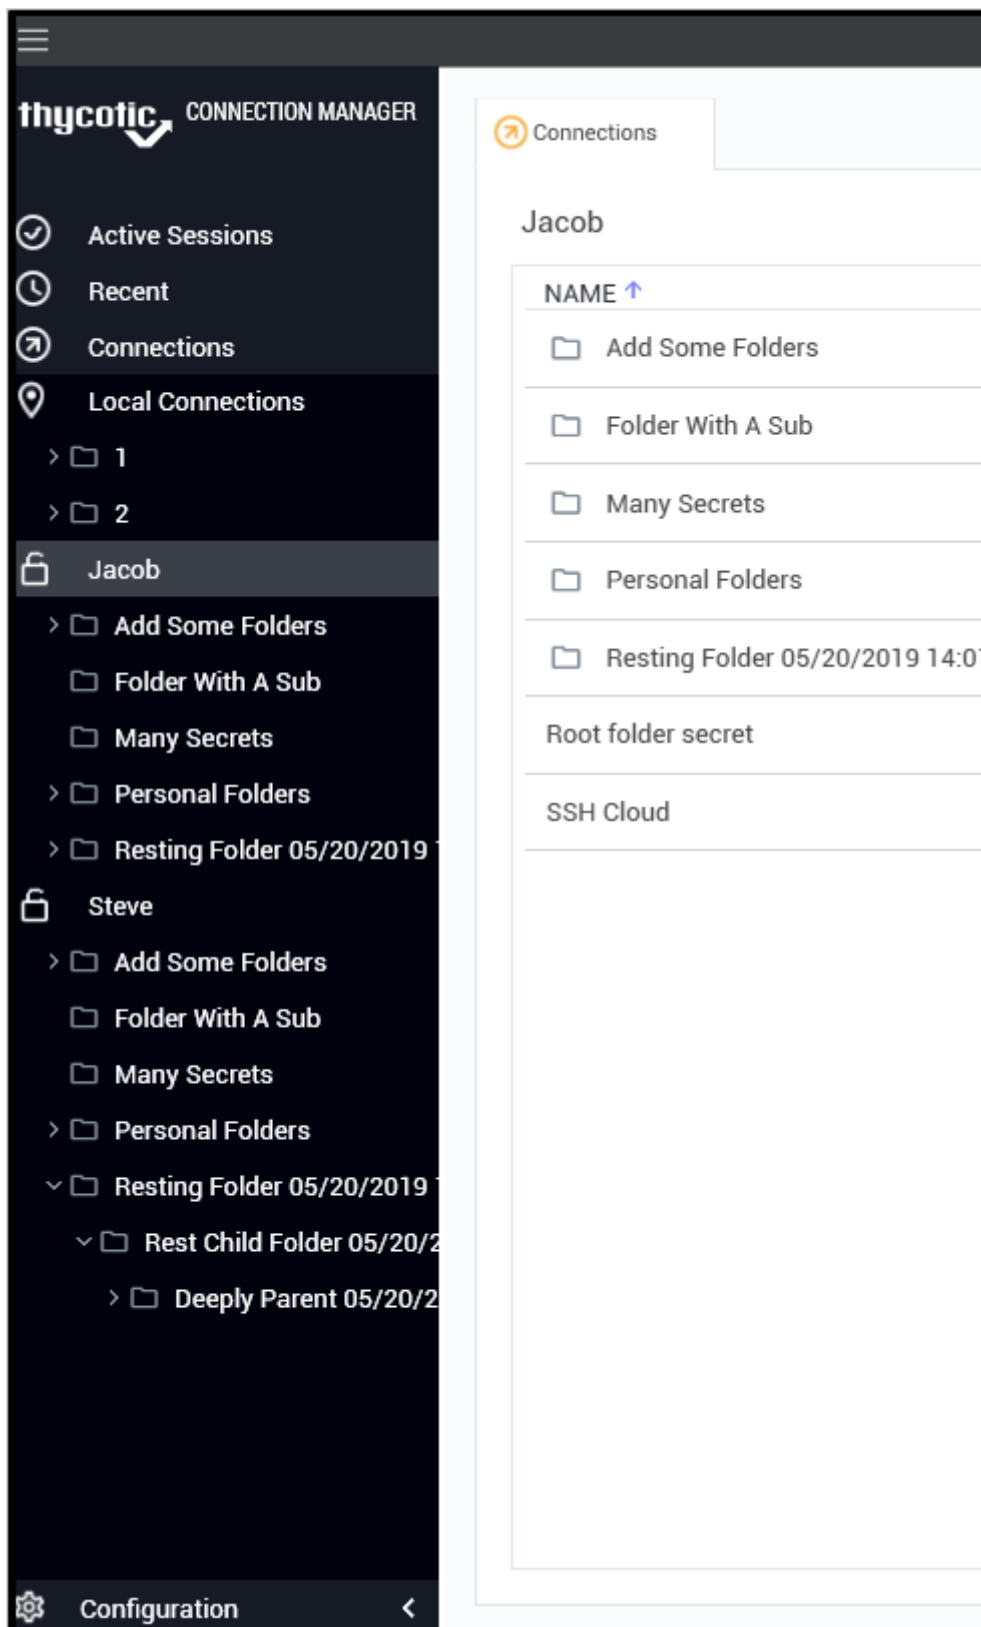 thycotic CONNECTION MANAGER
Active Sessions
Recent
Connections
Local Connections
1
2
Jacob
Add Some Folders
Folder With A Sub
Many Secrets
Personal Folders
Resting Folder 05/20/2019
Steve
Add Some Folders
Folder With A Sub
Many Secrets
Personal Folders
Resting Folder 05/20/2019
Rest Child Folder 05/20/2
Deeply Parent 05/20/2
Configuration
Connections
Jacob
NAME
Add Some Folders
Folder With A Sub
Many Secrets
Personal Folders
Resting Folder 05/20/2019 14:0
Root folder secret
SSH Cloud